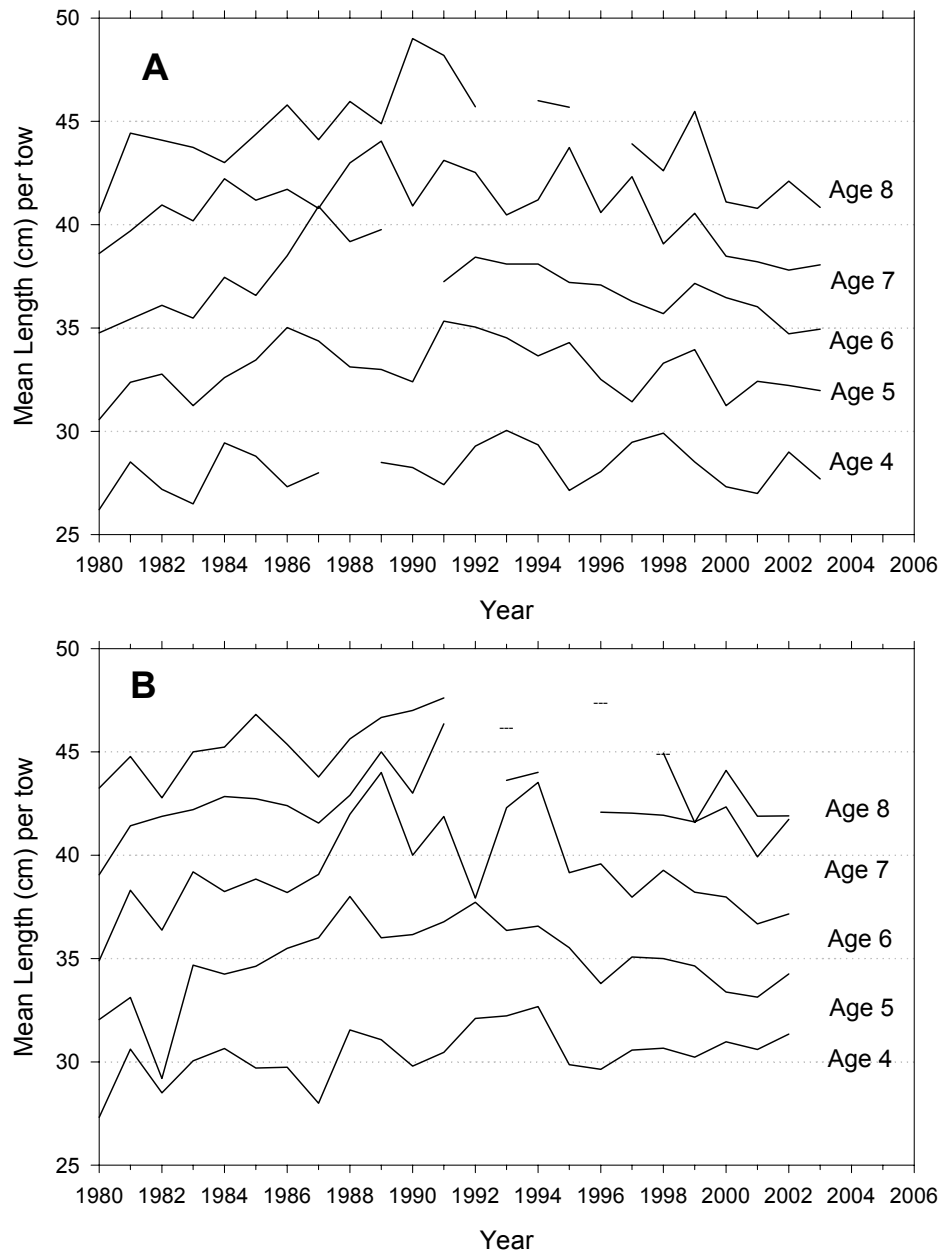 A
Mean Length (cm) per tow
45
40
35
30
25
Age 8
Age 7
Age 6
Age 5
Age 4
1980 1982 1984 1986 1988 1990 1992 1994 1996 1998 2000 2002 2004 2006
Year
B
Mean Length (cm) per tow
50
45
40
35
30
25
Age 8
Age 7
Age 6
Age 5
Age 4
1980 1982 1984 1986 1988 1990 1992 1994 1996 1998 2000 2002 2004 2006
Year